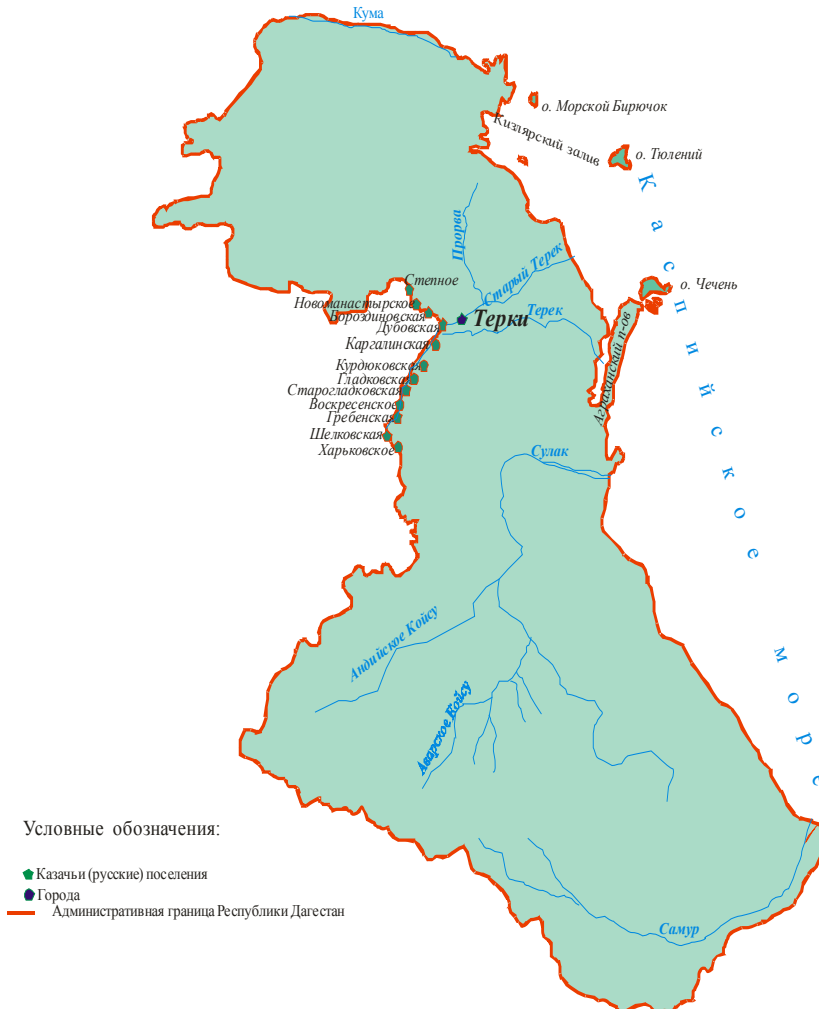 Кума
о. Морской Бирючок
Кизлярский залив
о. Тюлений
Каспийское море
Прорва
Старый Терек
Степное
о. Чечень
Новоманастырское
Бороздиновская
Терки
Терек
Дубовская
Каргалинская
Аграханский п-ов
Курдюковская
Гладковская
Старогладковская
Воскресенское
Гребенская
Шелковская
Харьковское
Сулак
Андийское Койсу
Аварское Койсу
Условные обозначения:
Казачьи (русские) поселения
Города
Административная граница Республики Дагестан
Самур